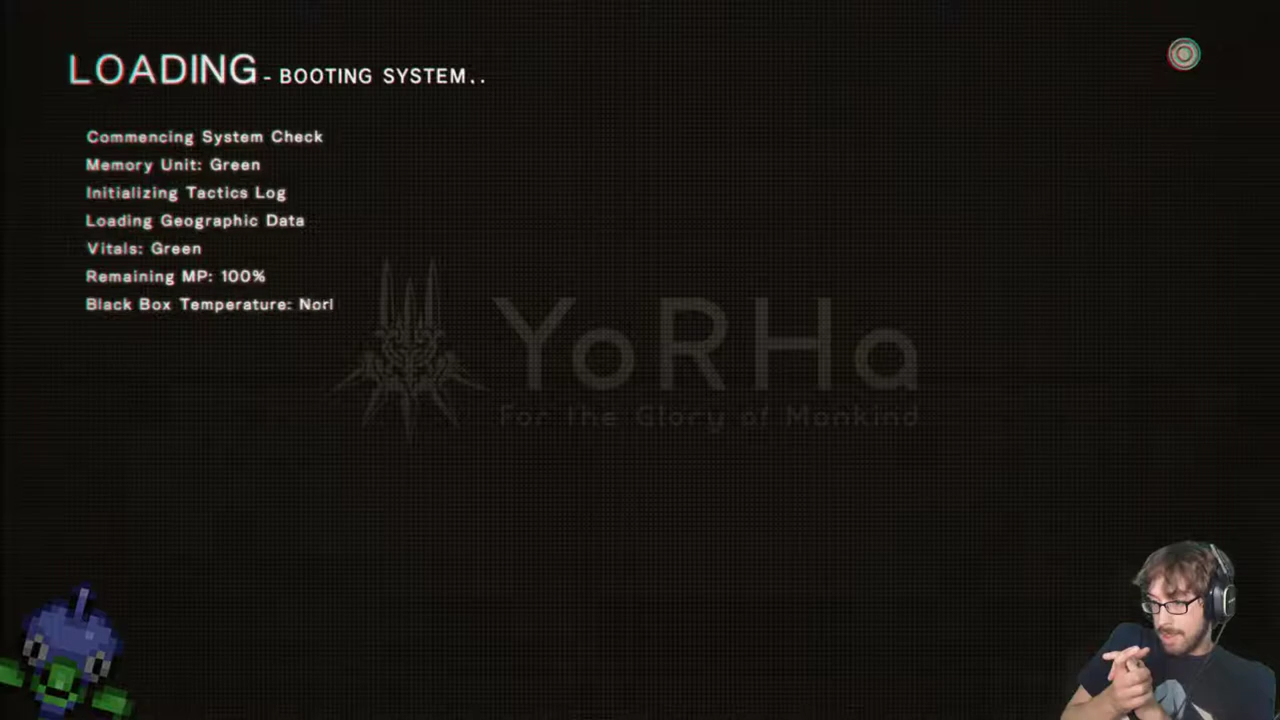 LOADING - BOOTING SYSTEM..
Commencing System Check
Memory Unit: Green
Initializing Tactics Log
Loading Geographic Data
Vitals: Green
Remaining MP: 100%
Black Box Temperature: Nori
YoRHa
For the Glory of Mankind